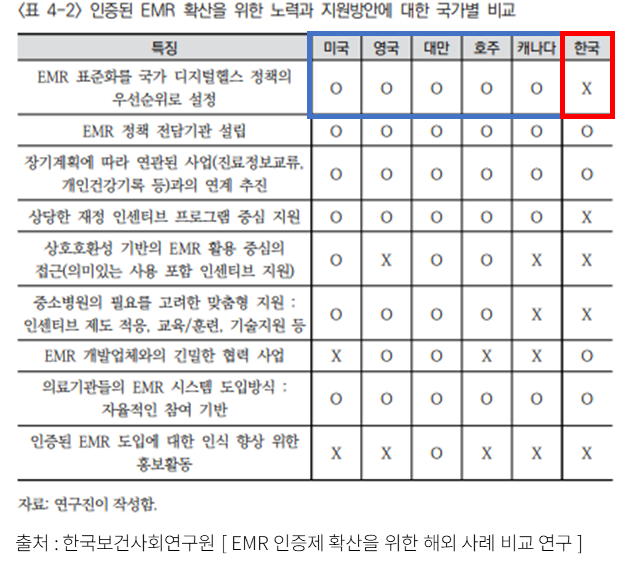 <표 4-2> 인증된 EMR 확산을 위한 노력과 지원방안에 대한 국가별 비교
특징 미국 영국 대만 호주 캐나다 한국
EMR 표준화를 국가 디지털헬스 정책의
우선순위로 설정 O O O O O X
EMR 정책 전담기관 설립 O O O O O O
장기계획에 따라 연관된 사업(진료정보교류,
개인건강기록 등)과의 연계 추진 O O O O O O
상당한 재정 인센티브 프로그램 중심 지원 O O O O O X
상호호환성 기반의 EMR 활용 중심의
접근(의미있는 사용 포함 인센티브 지원) O X O O X X
중소병원의 필요를 고려한 맞춤형 지원 :
인센티브 제도 적응, 교육/훈련, 기술지원 등 O O O O X X
EMR 개발업체와의 긴밀한 협력 사업 X O O X X O
의료기관들의 EMR 시스템 도입방식 :
자율적인 참여 기반 O O O O O O
인증된 EMR 도입에 대한 인식 향상 위한
홍보활동 X X O X X X
자료: 연구진이 작성함.
출처 : 한국보건사회연구원 [ EMR 인증제 확산을 위한 해외 사례 비교 연구 ]